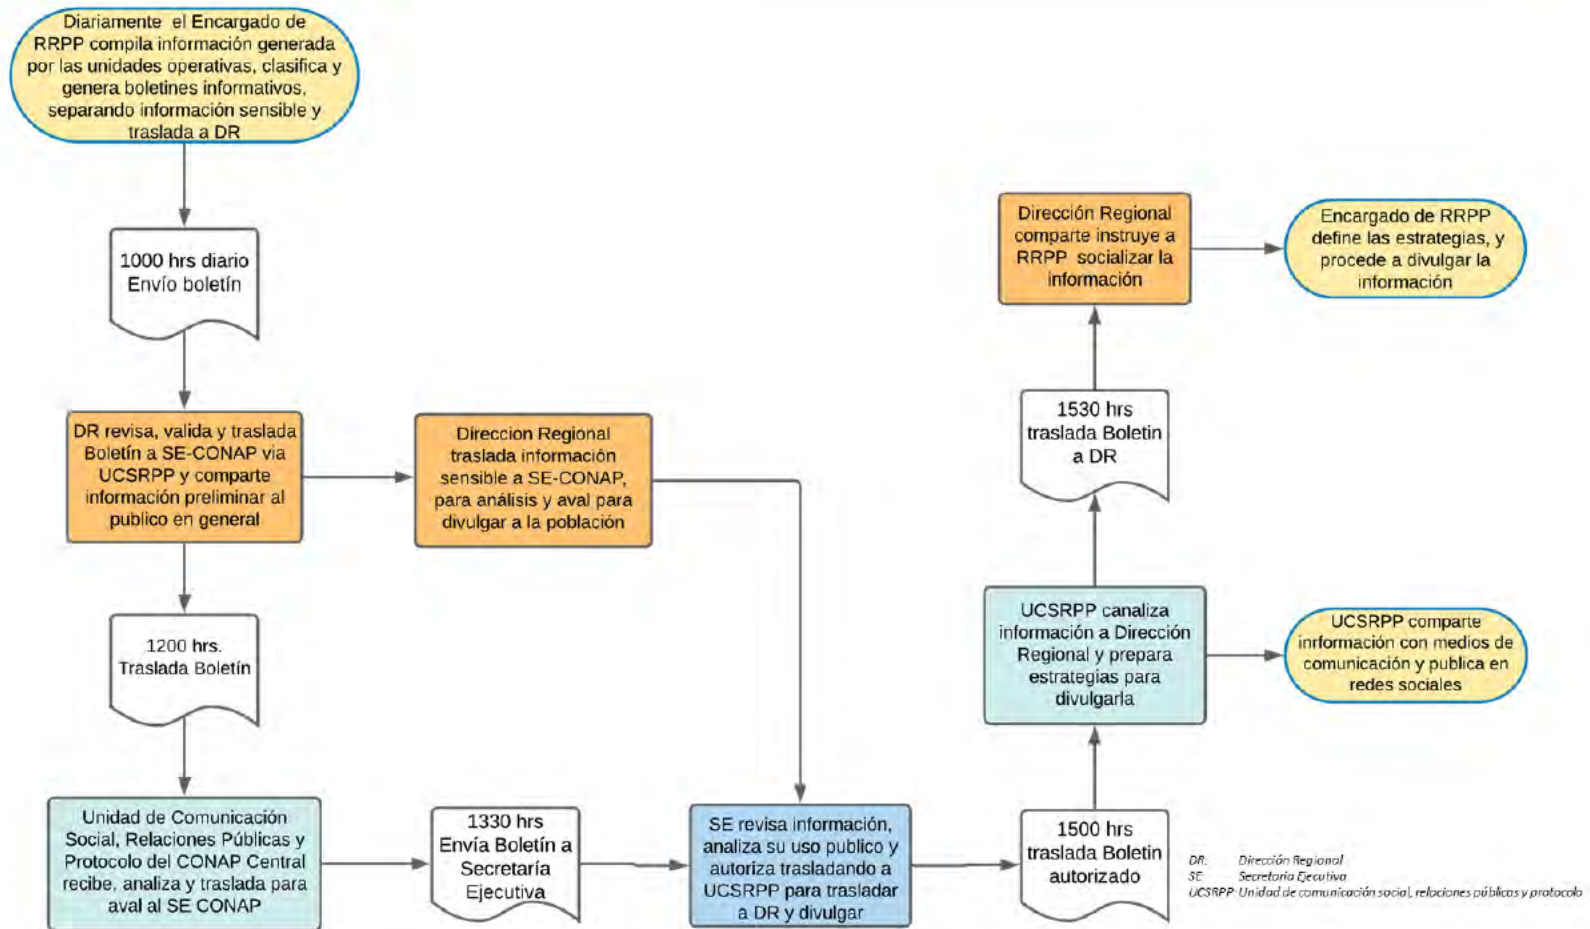 Diariamente el Encargado de
RRPP compila información generada
por las unidades operativas, clasifica y
genera boletines informativos,
separando información sensible y
traslada a DR
1000 hrs diario
Envío boletín
DR revisa, valida y traslada
Boletín a SE-CONAP via
UCSRPP y comparte
información preliminar al
publico en general
Direccion Regional
traslada información
sensible a SE-CONAP,
para análisis y aval para
divulgar a la población
1200 hrs.
Traslada Boletín
Unidad de Comunicación
Social, Relaciones Públicas y
Protocolo del CONAP Central
recibe, analiza y traslada para
aval al SE CONAP
1330 hrs
Envía Boletín a
Secretaría
Ejecutiva
SE revisa información,
analiza su uso publico y
autoriza trasladando a
UCSRPP para trasladar
a DR y divulgar
1500 hrs
traslada Boletin
autorizado
UCSRPP canaliza
información a Dirección
Regional y prepara
estrategias para
divulgarla
UCSRPP comparte
inrformación con medios de
comunicación y publica en
redes sociales
1530 hrs
traslada Boletin
a DR
Dirección Regional
comparte instruye a
RRPP socializar la
información
Encargado de RRPP
define las estrategias, y
procede a divulgar la
información
DR: Dirección Regional
SE: Secretaria Ejecutiva
UCSRPP: Unidad de comunicación social, relaciones públicas y protocolo